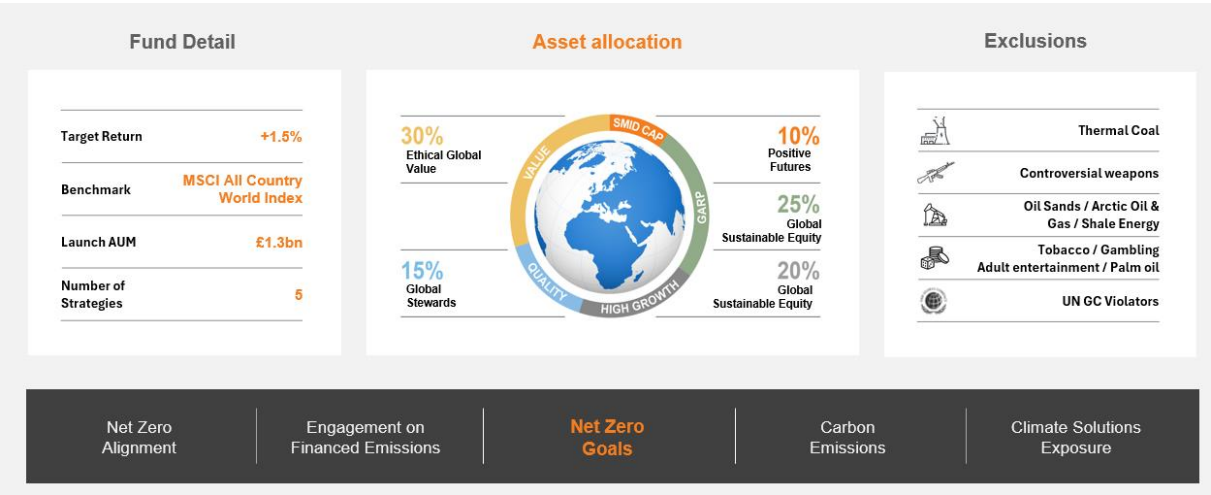 Fund Detail
Asset allocation
Exclusions
Target Return
+1.5%
Benchmark
MSCI All Country
World Index
Launch AUM
£1.3bn
Number of
Strategies
5
30%
Ethical Global
Value
15%
Global
Stewards
VALUE
SMID CAP
GARP
HIGH GROWTH
QUALITY
10%
Positive
Futures
25%
Global
Sustainable Equity
20%
Global
Sustainable Equity
Thermal Coal
Controversial weapons
Oil Sands / Arctic Oil &
Gas / Shale Energy
Tobacco / Gambling
Adult entertainment / Palm oil
UN GC Violators
Net Zero
Alignment
Engagement on
Financed Emissions
Net Zero
Goals
Carbon
Emissions
Climate Solutions
Exposure